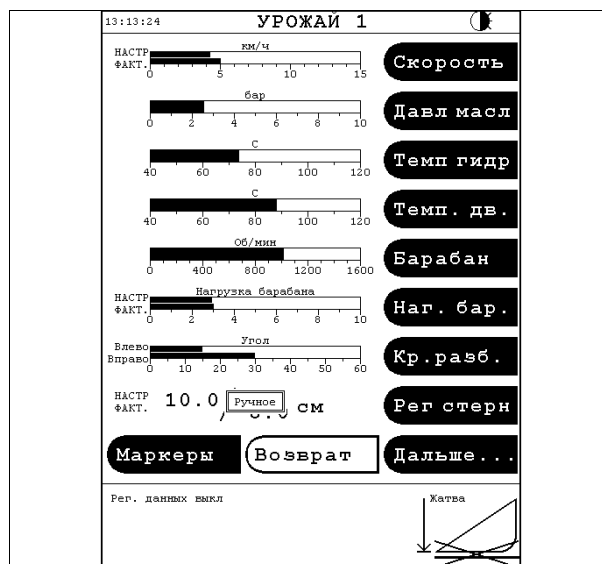 13:13:24 УРОЖАЙ 1
км/ч
НАСТР
ФАКТ.
0 5 10 15
Скорость
бар
0 2 4 6 8 10
Давл масл
С
40 60 80 100 120
Темп гидр
С
40 60 80 100 120
Темп. дв.
Об/мин
0 400 800 1200 1600
Барабан
Нагрузка барабана
НАСТР
ФАКТ.
0 2 4 6 8 10
Наг. бар.
Угол
Влево
Вправо
0 10 20 30 40 50 60
Кр.разб.
НАСТР
ФАКТ.
10.0 Ручное см
Рег стерн
Маркеры Возврат Дальше...
Рег. данных выкл
Жатва